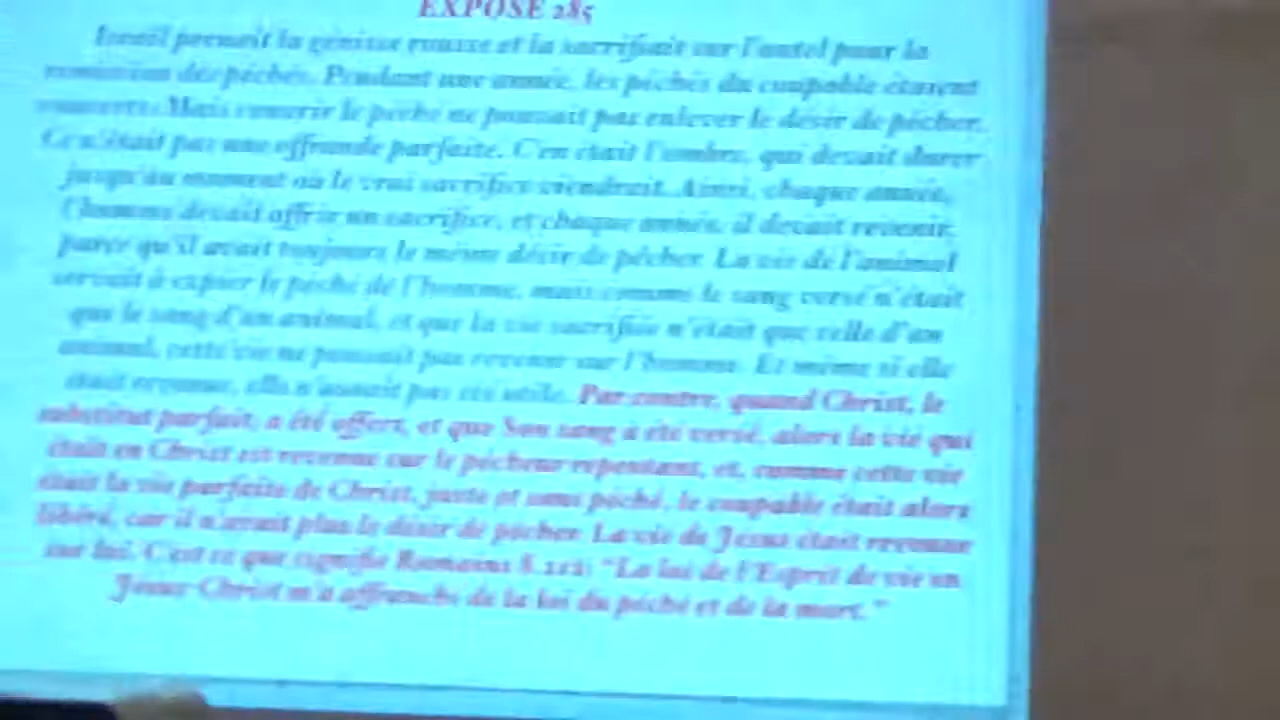 EXPOSÉ 285
Israël prenait la génisse rousse et la sacrifiait sur l'autel pour la
rémission des péchés. Pendant une année, les péchés du coupable étaient
couverts. Mais couvrir le péché ne pouvait pas enlever le désir de pécher.
Ce n'était pas une offrande parfaite. C'en était l'ombre, qui devait durer
jusqu'au moment où le vrai sacrifice viendrait. Ainsi, chaque année,
l'homme devait offrir un sacrifice, et chaque année, il devait revenir,
parce qu'il avait toujours le même désir de pécher. La vie de l'animal
servait à expier le péché de l'homme, mais comme le sang versé n'était
que le sang d'un animal, et que la vie sacrifiée n'était que celle d'un
animal, cette vie ne pouvait pas revenir sur l'homme. Et même si elle
était revenue, elle n'aurait pas été utile. Par contre, quand Christ, le
substitut parfait, a été offert, et que Son sang a été versé, alors la vie qui
était en Christ est revenue sur le pécheur repentant, et, comme cette vie
était la vie parfaite de Christ, juste et sans péché, le coupable était alors
libéré, car il n'avait plus le désir de pécher. La vie de Jésus était revenue
sur lui. C'est ce que signifie Romains 8. "La loi de l'Esprit de vie en
Jésus-Christ m'a affranchi de la loi du péché et de la mort."